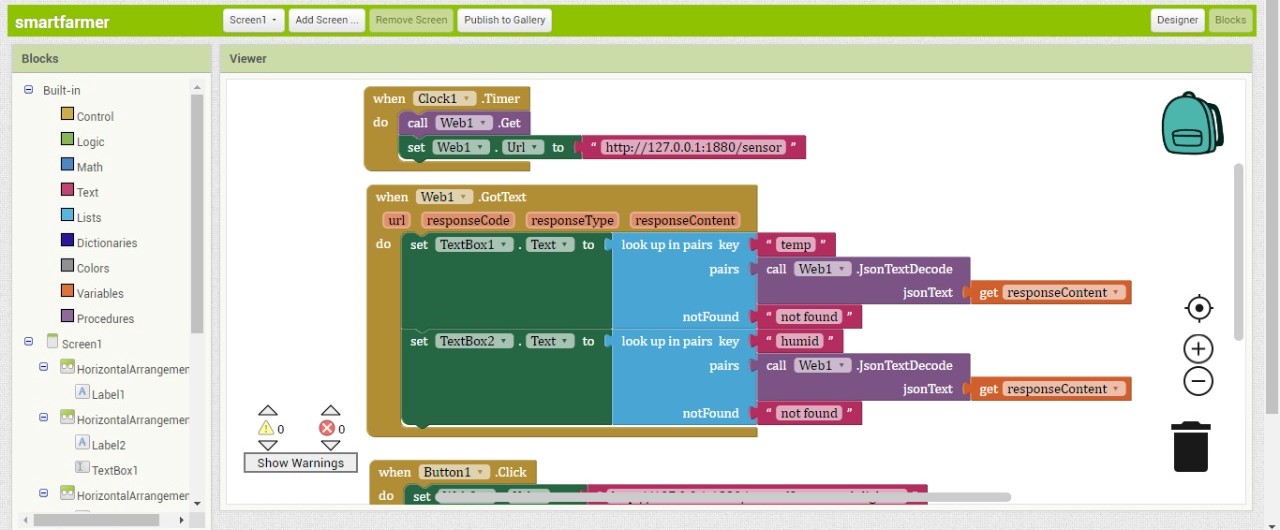 smartfarmer
Screen1 Add Screen ... Remove Screen Publish to Gallery Designer Blocks
Blocks Viewer
Built-in
Control
Logic
Math
Text
Lists
Dictionaries
Colors
Variables
Procedures
Screen1
HorizontalArrangemer
Label1
HorizontalArrangemer
Label2
TextBox1
HorizontalArrangemer
when Clock1 .Timer
do call Web1 .Get
set Web1 . Url to “ http://127.0.0.1:1880/sensor ”
when Web1 .GotText
url responseCode responseType responseContent
do set TextBox1 . Text to look up in pairs key “ temp ”
pairs call Web1 .JsonTextDecode
jsonText get responseContent
notFound “ not found ”
set TextBox2 . Text to look up in pairs key “ humid ”
pairs call Web1 .JsonTextDecode
jsonText get responseContent
notFound “ not found ”
0 0
Show Warnings
when Button1 .Click
do set